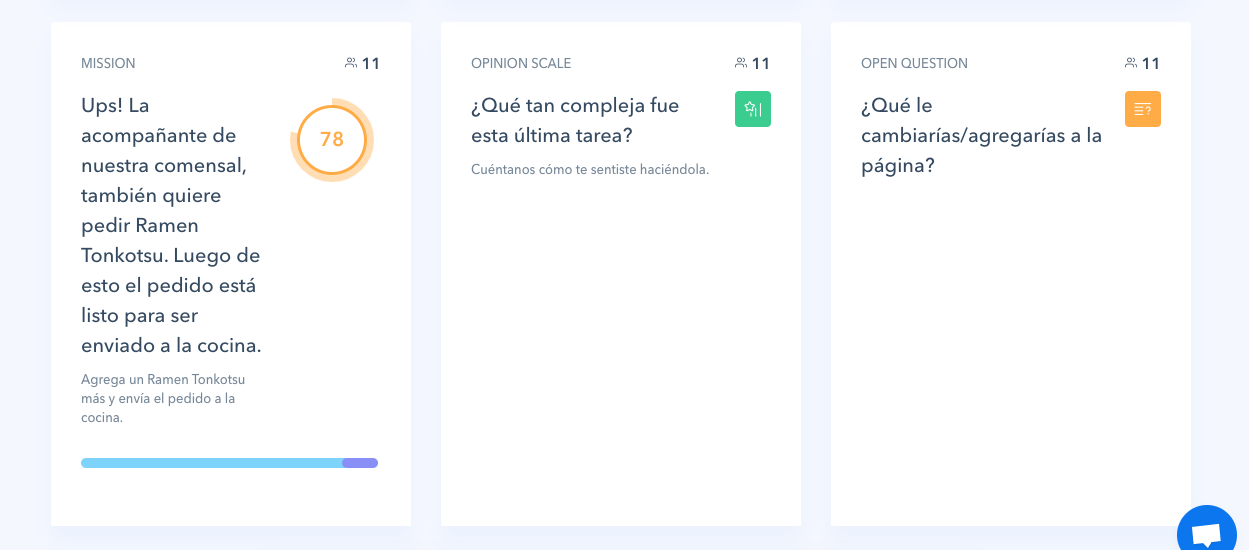 MISSION
11
Ups! La
acompañante de
nuestra comensal,
también quiere
pedir Ramen
Tonkotsu. Luego de
esto el pedido está
listo para ser
enviado a la cocina.
78
Agrega un Ramen Tonkotsu
más y envía el pedido a la
cocina.
OPINION SCALE
11
¿Qué tan compleja fue
esta última tarea?
Cuéntanos cómo te sentiste haciéndola.
OPEN QUESTION
11
¿Qué le
cambiarías/agregarías a la
página?